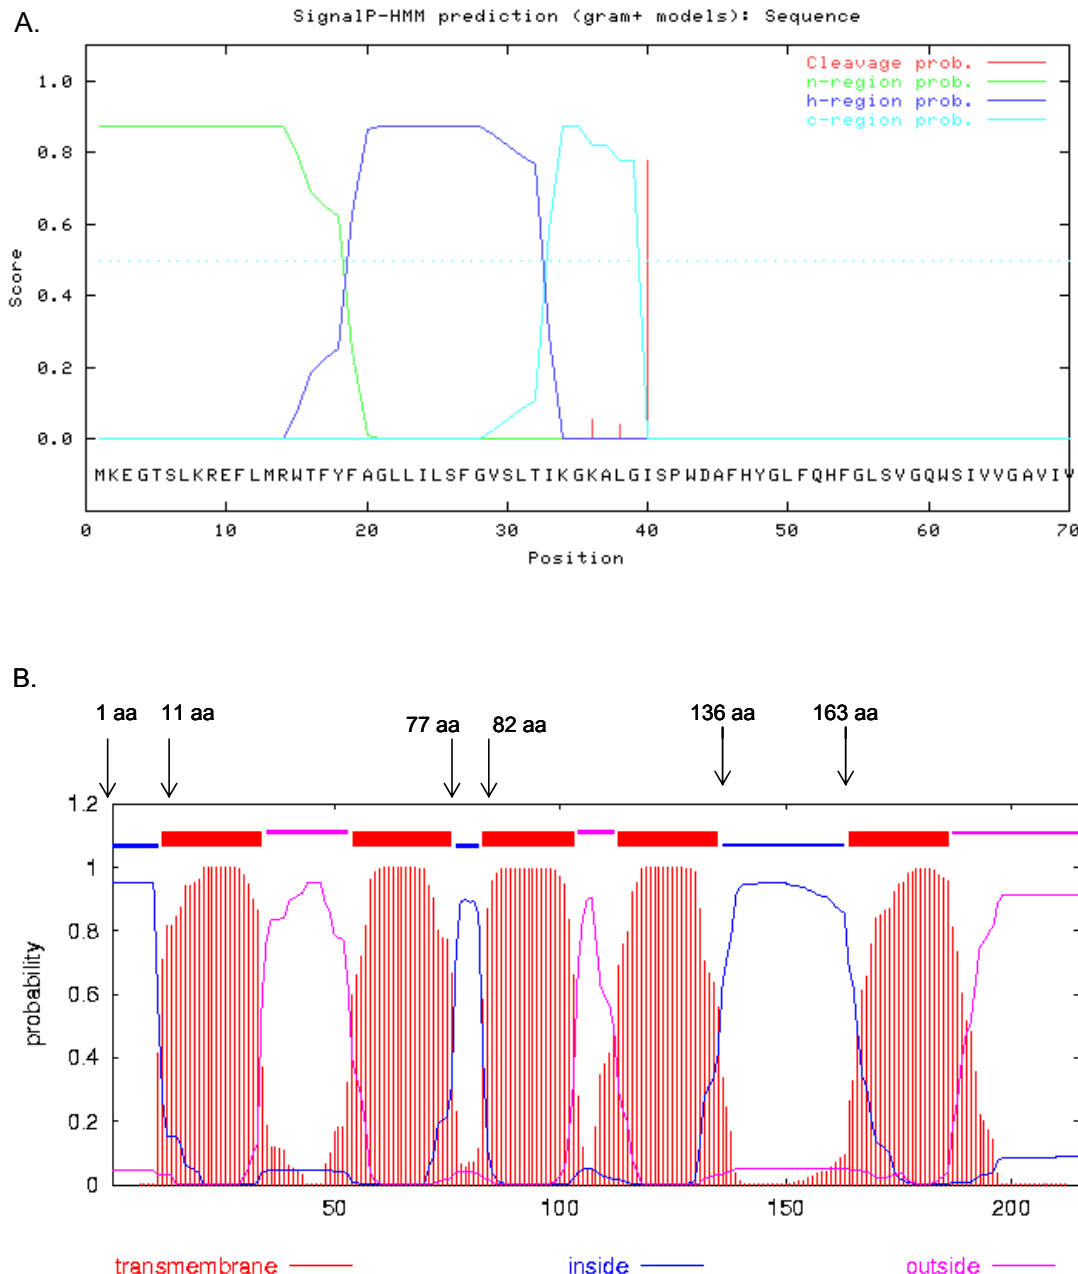 A.
SignalP-HMM prediction (gram+ models): Sequence
Cleavage prob.
n-region prob.
h-region prob.
c-region prob.
1.0
0.8
0.6
0.4
0.2
0.0
Score
MKEGTSLKREFLMRWTFYFAGLLILSFGVSLTIKGKALGISPWDAFHYGLFQHFGLSVGQWSIVVGAVIV
0 10 20 30 40 50 60 70
Position
B.
1 aa 11 aa 77 aa 82 aa 136 aa 163 aa
1.2
1
0.8
0.6
0.4
0.2
0
probability
50 100 150 200
transmembrane inside outside